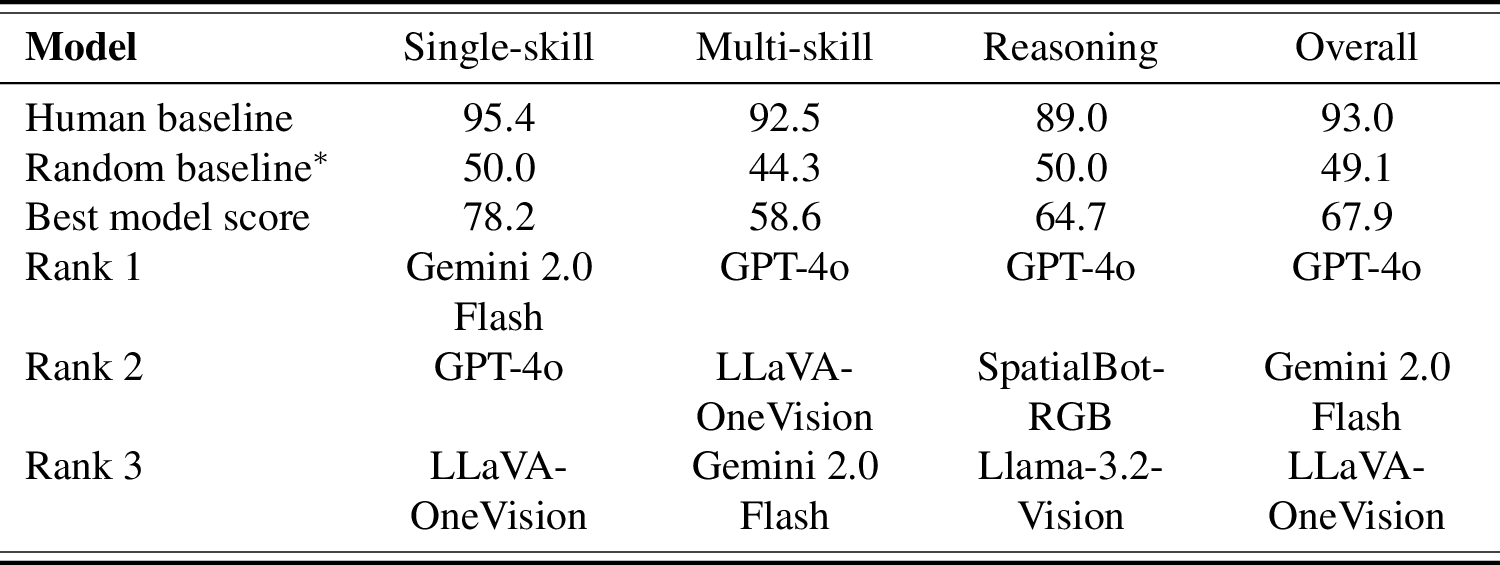 Model Single-skill Multi-skill Reasoning Overall
Human baseline 95.4 92.5 89.0 93.0
Random baseline* 50.0 44.3 50.0 49.1
Best model score 78.2 58.6 64.7 67.9
Rank 1 Gemini 2.0 GPT-4o GPT-4o GPT-4o
Flash
Rank 2 GPT-4o LLaVA- SpatialBot- Gemini 2.0
OneVision RGB Flash
Rank 3 LLaVA- Gemini 2.0 Llama-3.2- LLaVA-
OneVision Flash Vision OneVision